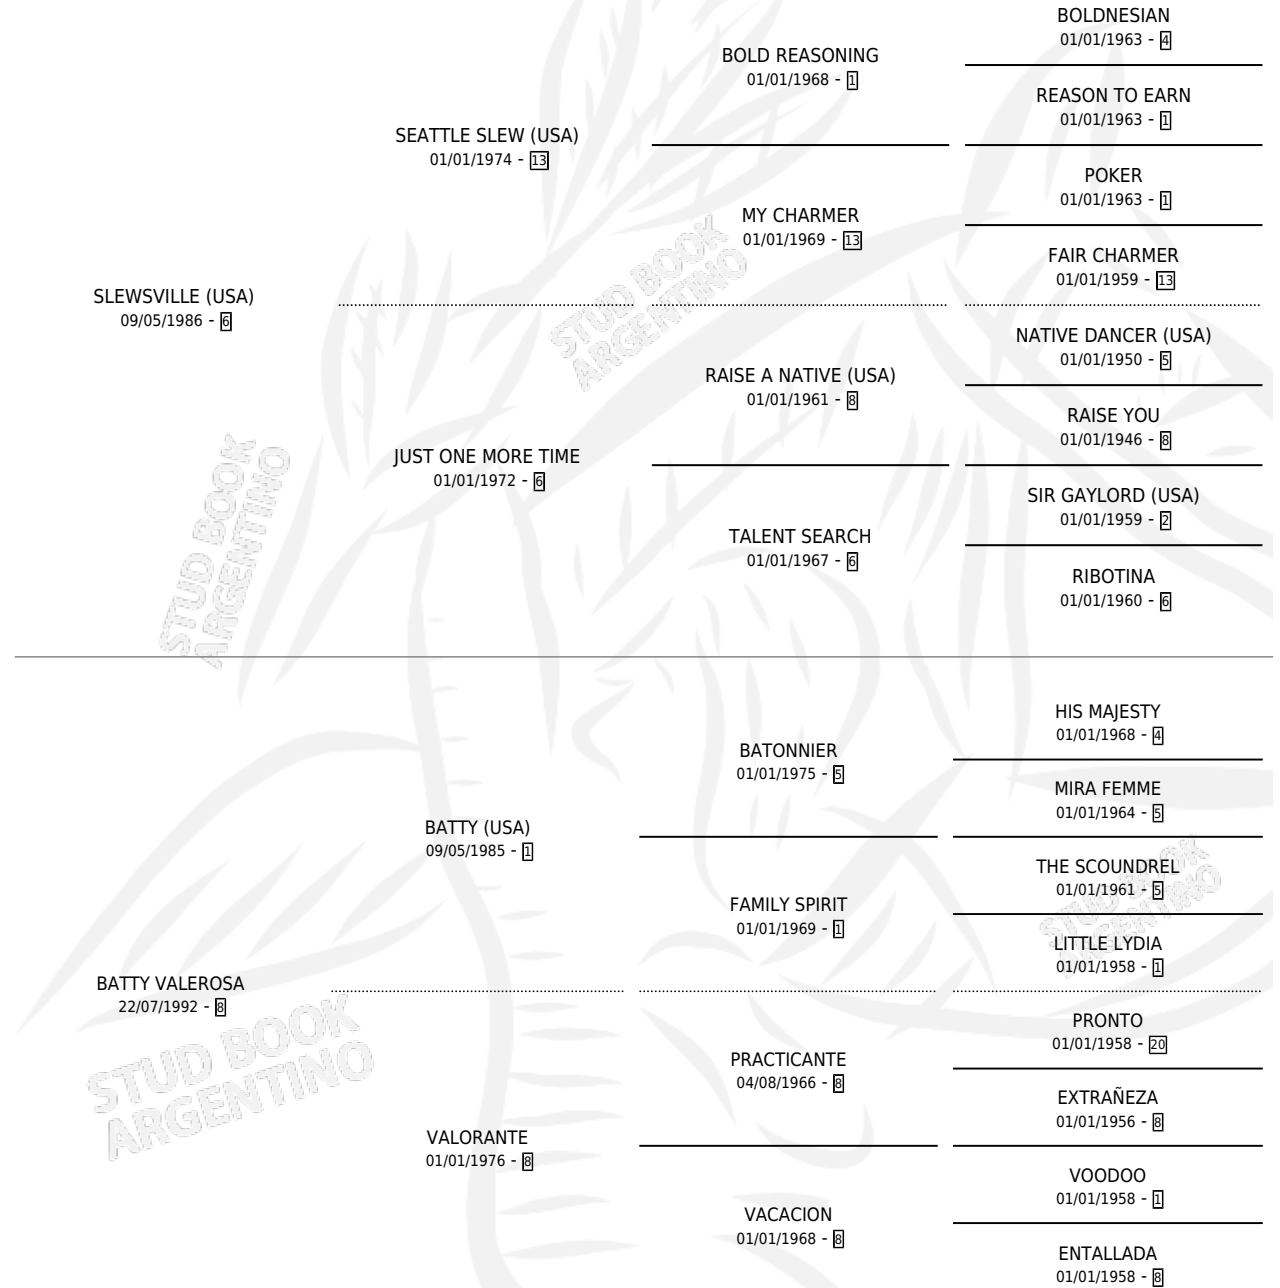 BOLDNESIAN
01/01/1963 - 4
BOLD REASONING
01/01/1968 - 1
REASON TO EARN
01/01/1963 - 1
SEATTLE SLEW (USA)
01/01/1974 - 13
POKER
01/01/1963 - 1
MY CHARMER
01/01/1969 - 13
FAIR CHARMER
01/01/1959 - 13
SLEWSVILLE (USA)
09/05/1986 - 6
STUD BOOK
ARGENTINO
NATIVE DANCER (USA)
01/01/1950 - 5
RAISE A NATIVE (USA)
01/01/1961 - 8
RAISE YOU
01/01/1946 - 8
JUST ONE MORE TIME
01/01/1972 - 6
SIR GAYLORD (USA)
01/01/1959 - 2
TALENT SEARCH
01/01/1967 - 6
RIBOTINA
01/01/1960 - 6
STUD BOOK
ARGENTINO
HIS MAJESTY
01/01/1968 - 4
BATONNIER
01/01/1975 - 5
MIRA FEMME
01/01/1964 - 5
BATTY (USA)
09/05/1985 - 1
THE SCOUNDREL
01/01/1961 - 5
FAMILY SPIRIT
01/01/1969 - 1
STUD BOOK
ARGENTINO
LITTLE LYDIA
01/01/1958 - 1
BATTY VALEROSA
22/07/1992 - 8
PRONTO
01/01/1958 - 20
PRACTICANTE
04/08/1966 - 8
EXTRAÑEZA
01/01/1956 - 8
STUD BOOK
ARGENTINO
VALORANTE
01/01/1976 - 8
VOODOO
01/01/1958 - 1
VACACION
01/01/1968 - 8
ENTALLADA
01/01/1958 - 8